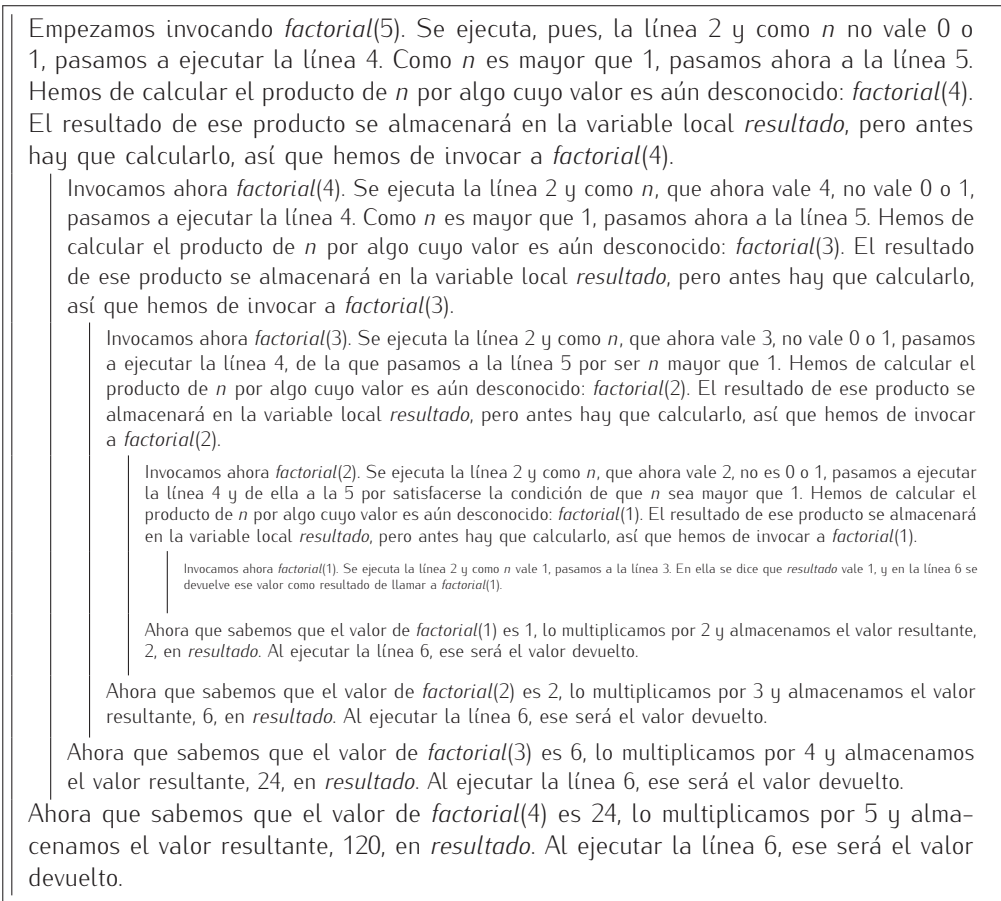 Empezamos invocando factorial(5). Se ejecuta, pues, la línea 2 y como n no vale 0 o
1, pasamos a ejecutar la línea 4. Como n es mayor que 1, pasamos ahora a la línea 5.
Hemos de calcular el producto de n por algo cuyo valor es aún desconocido: factorial(4).
El resultado de ese producto se almacenará en la variable local resultado, pero antes
hay que calcularlo, así que hemos de invocar a factorial(4).
Invocamos ahora factorial(4). Se ejecuta la línea 2 y como n, que ahora vale 4, no vale 0 o 1,
pasamos a ejecutar la línea 4. Como n es mayor que 1, pasamos ahora a la línea 5. Hemos de
calcular el producto de n por algo cuyo valor es aún desconocido: factorial(3). El resultado
de ese producto se almacenará en la variable local resultado, pero antes hay que calcularlo,
así que hemos de invocar a factorial(3).
Invocamos ahora factorial(3). Se ejecuta la línea 2 y como n, que ahora vale 3, no vale 0 o 1, pasamos
a ejecutar la línea 4, de la que pasamos a la línea 5 por ser n mayor que 1. Hemos de calcular el
producto de n por algo cuyo valor es aún desconocido: factorial(2). El resultado de ese producto se
almacenará en la variable local resultado, pero antes hay que calcularlo, así que hemos de invocar
a factorial(2).
Invocamos ahora factorial(2). Se ejecuta la línea 2 y como n, que ahora vale 2, no es 0 o 1, pasamos a ejecutar
la línea 4 y de ella a la 5 por satisfacerse la condición de que n sea mayor que 1. Hemos de calcular el
producto de n por algo cuyo valor es aún desconocido: factorial(1). El resultado de ese producto se almacenará
en la variable local resultado, pero antes hay que calcularlo, así que hemos de invocar a factorial(1).
Invocamos ahora factorial(1). Se ejecuta la línea 2 y como n vale 1, pasamos a la línea 3. En ella se dice que resultado vale 1, y en la línea 6 se
devuelve ese valor como resultado de llamar a factorial(1).
Ahora que sabemos que el valor de factorial(1) es 1, lo multiplicamos por 2 y almacenamos el valor resultante,
2, en resultado. Al ejecutar la línea 6, ese será el valor devuelto.
Ahora que sabemos que el valor de factorial(2) es 2, lo multiplicamos por 3 y almacenamos el valor
resultante, 6, en resultado. Al ejecutar la línea 6, ese será el valor devuelto.
Ahora que sabemos que el valor de factorial(3) es 6, lo multiplicamos por 4 y almacenamos
el valor resultante, 24, en resultado. Al ejecutar la línea 6, ese será el valor devuelto.
Ahora que sabemos que el valor de factorial(4) es 24, lo multiplicamos por 5 y alma-
cenamos el valor resultante, 120, en resultado. Al ejecutar la línea 6, ese será el valor
devuelto.